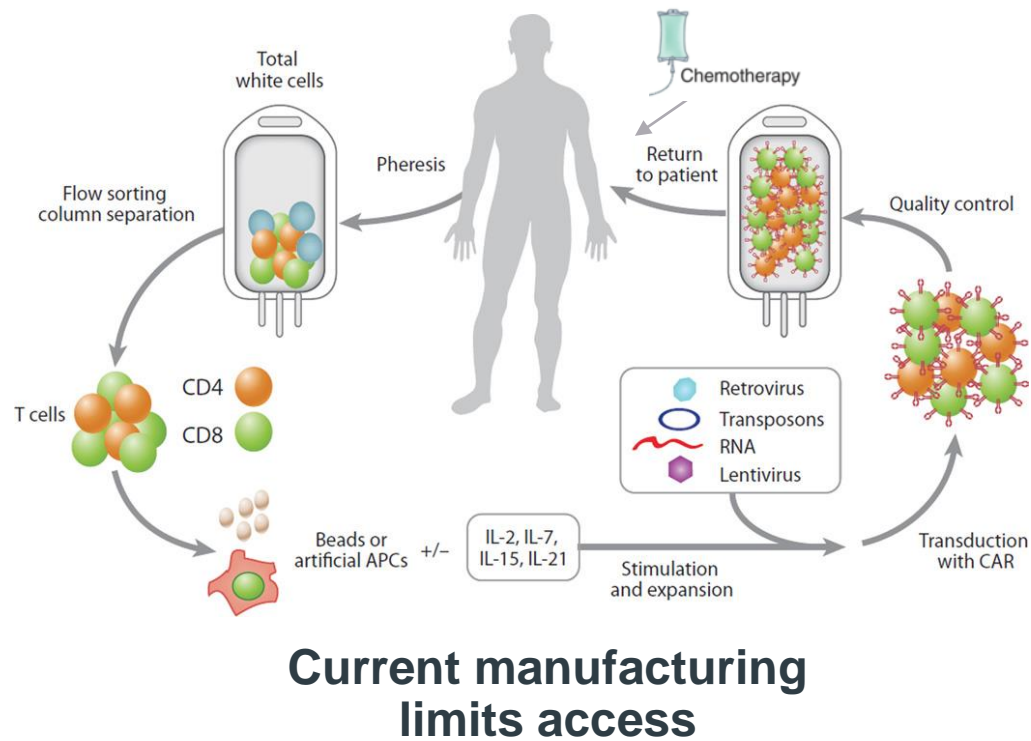 Chemotherapy
Total
white cells
Pheresis
Return
to patient
Flow sorting
column separation
Quality control
T cells
CD4
CD8
Retrovirus
Transposons
RNA
Lentivirus
Beads or
artificial APCs
+/–
IL-2, IL-7,
IL-15, IL-21
Stimulation
and expansion
Transduction
with CAR
Current manufacturing
limits access